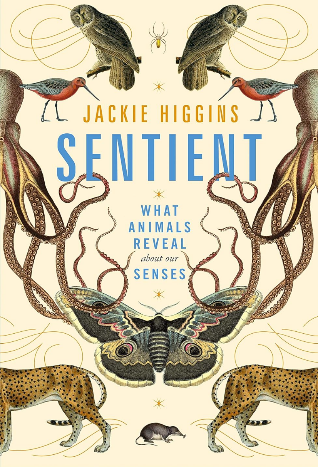 JACKIE HIGGINS
SENTIENT
WHAT
ANIMALS
REVEAL
about our
SENSES